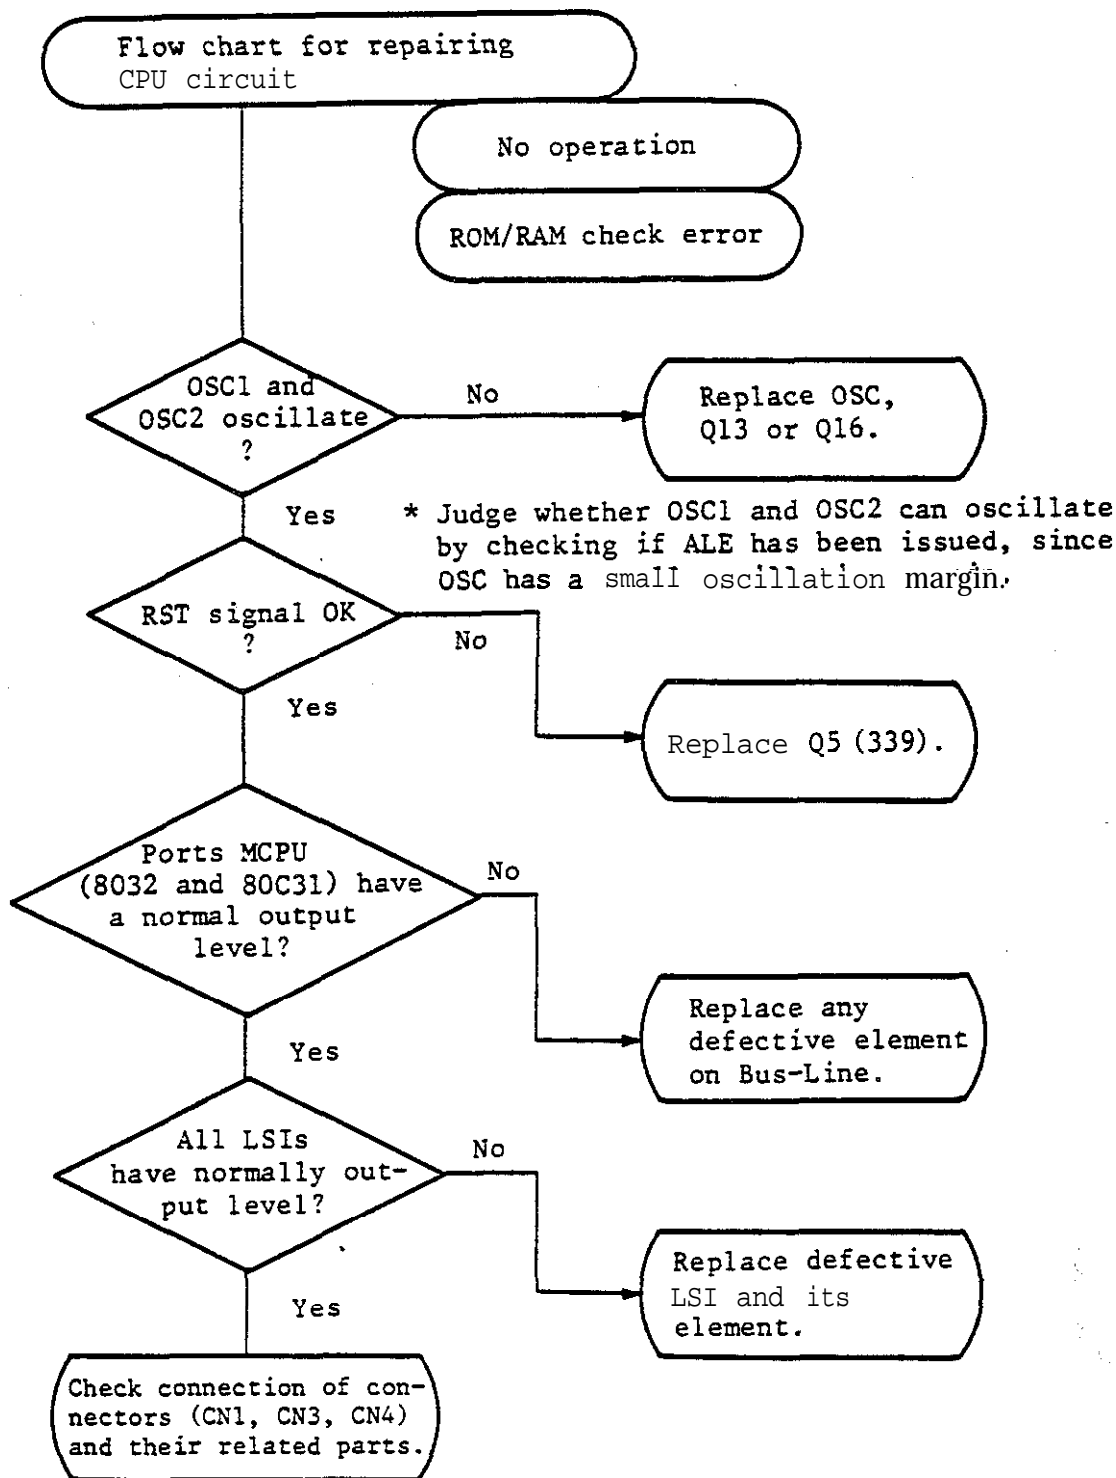 Flow chart for repairing
CPU circuit
No operation
ROM/RAM check error
OSC1 and
OSC2 oscillate
?
No
Replace OSC,
Q13 or Q16.
Yes
* Judge whether OSC1 and OSC2 can oscillate
by checking if ALE has been issued, since
OSC has a small oscillation margin.
RST signal OK
?
No
Yes
Replace Q5 (339).
Ports MCPU
(8032 and 80C31) have
a normal output
level?
No
Yes
Replace any
defective element
on Bus-Line.
All LSIs
have normally out-
put level?
No
Yes
Replace defective
LSI and its
element.
Check connection of con-
nectors (CN1, CN3, CN4)
and their related parts.